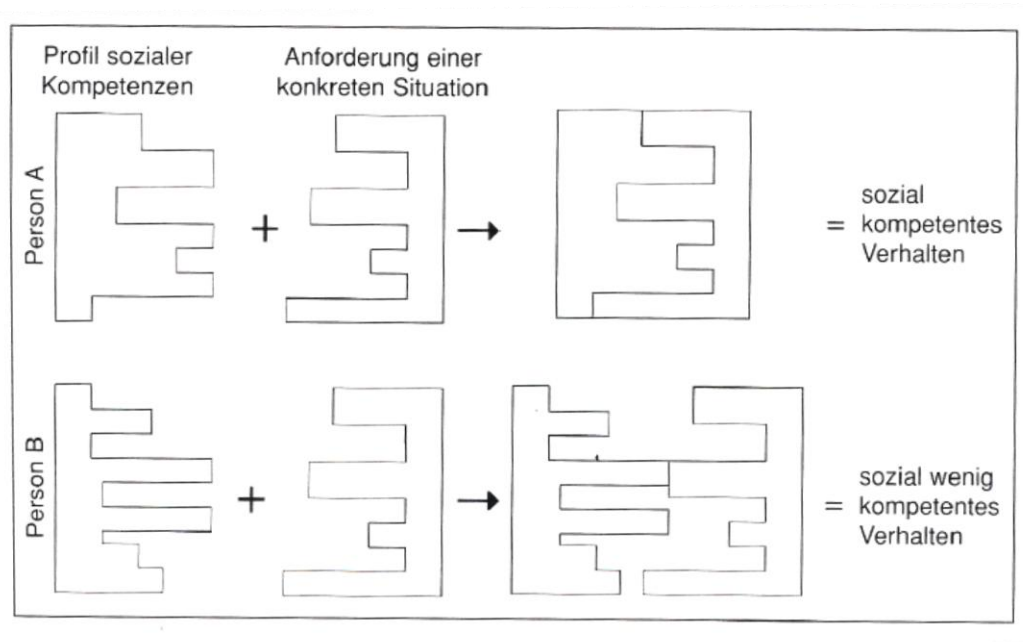 Profil sozialer
Kompetenzen
Anforderung einer
konkreten Situation
Person A
+
= sozial
kompetentes
Verhalten
Person B
+
= sozial wenig
kompetentes
Verhalten